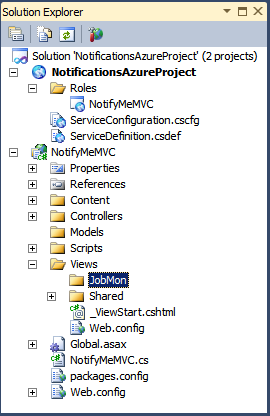 Solution Explorer
Solution 'NotificationsAzureProject' (2 projects)
NotificationsAzureProject
Roles
NotifyMeMVC
ServiceConfiguration.cscfg
ServiceDefinition.csdef
NotifyMeMVC
Properties
References
Content
Controllers
Models
Scripts
Views
JobMon
Shared
_ViewStart.cshtml
Web.config
Global.asax
NotifyMeMVC.cs
packages.config
Web.config